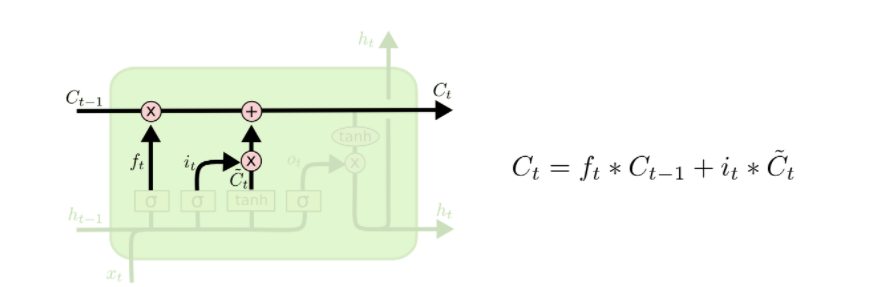 h_t
C_{t-1} × + C_t
tanh
f_t i_t × o_t ×
C̃_t
σ σ tanh σ
h_{t-1} h_t
x_t
C_t = f_t * C_{t-1} + i_t * C̃_t